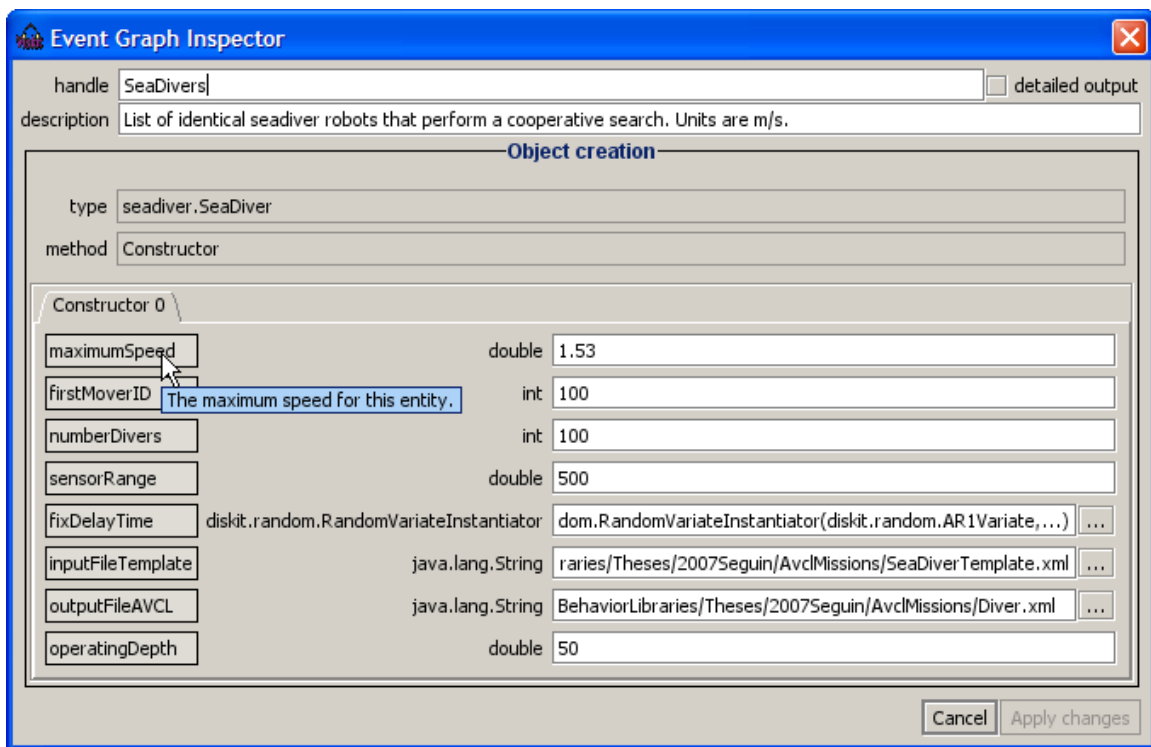 Event Graph Inspector
handle SeaDivers detailed output
description List of identical seadiver robots that perform a cooperative search. Units are m/s.
Object creation
type seadiver.SeaDiver
method Constructor
Constructor 0
maximumSpeed double 1.53
The maximum speed for this entity.
firstMoverID int 100
numberDivers int 100
sensorRange double 500
fixDelayTime diskit.random.RandomVariateInstantiator dom.RandomVariateInstantiator(diskit.random.AR1Variate,...) ...
inputFileTemplate java.lang.String raries/Theses/2007Seguin/AvclMissions/SeaDiverTemplate.xml ...
outputFileAVCL java.lang.String BehaviorLibraries/Theses/2007Seguin/AvclMissions/Diver.xml ...
operatingDepth double 50
Cancel Apply changes